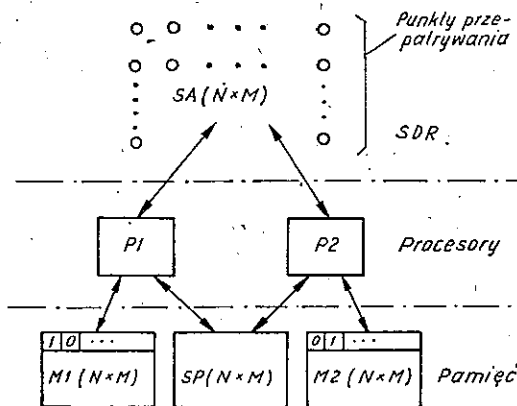 Punkty prze-
patrywania
SA (N×M)
SDR
P1
P2
Procesory
1 0 ...
0 1 ...
M1 (N×M)
SP (N×M)
M2 (N×M)
Pamięć